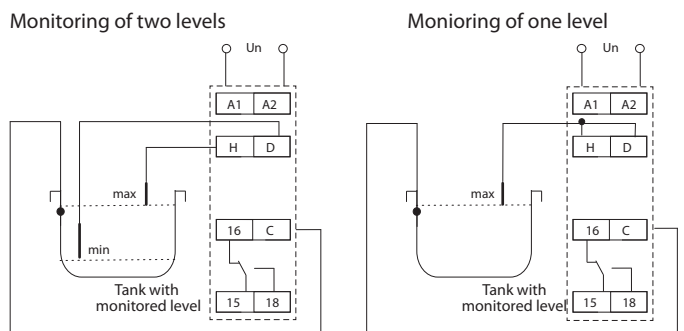 Monitoring of two levels
Un
A1 A2
H D
max
min
16 C
Tank with
monitored level
15 18
Monioring of one level
Un
A1 A2
H D
max
16 C
Tank with
monitored level
15 18